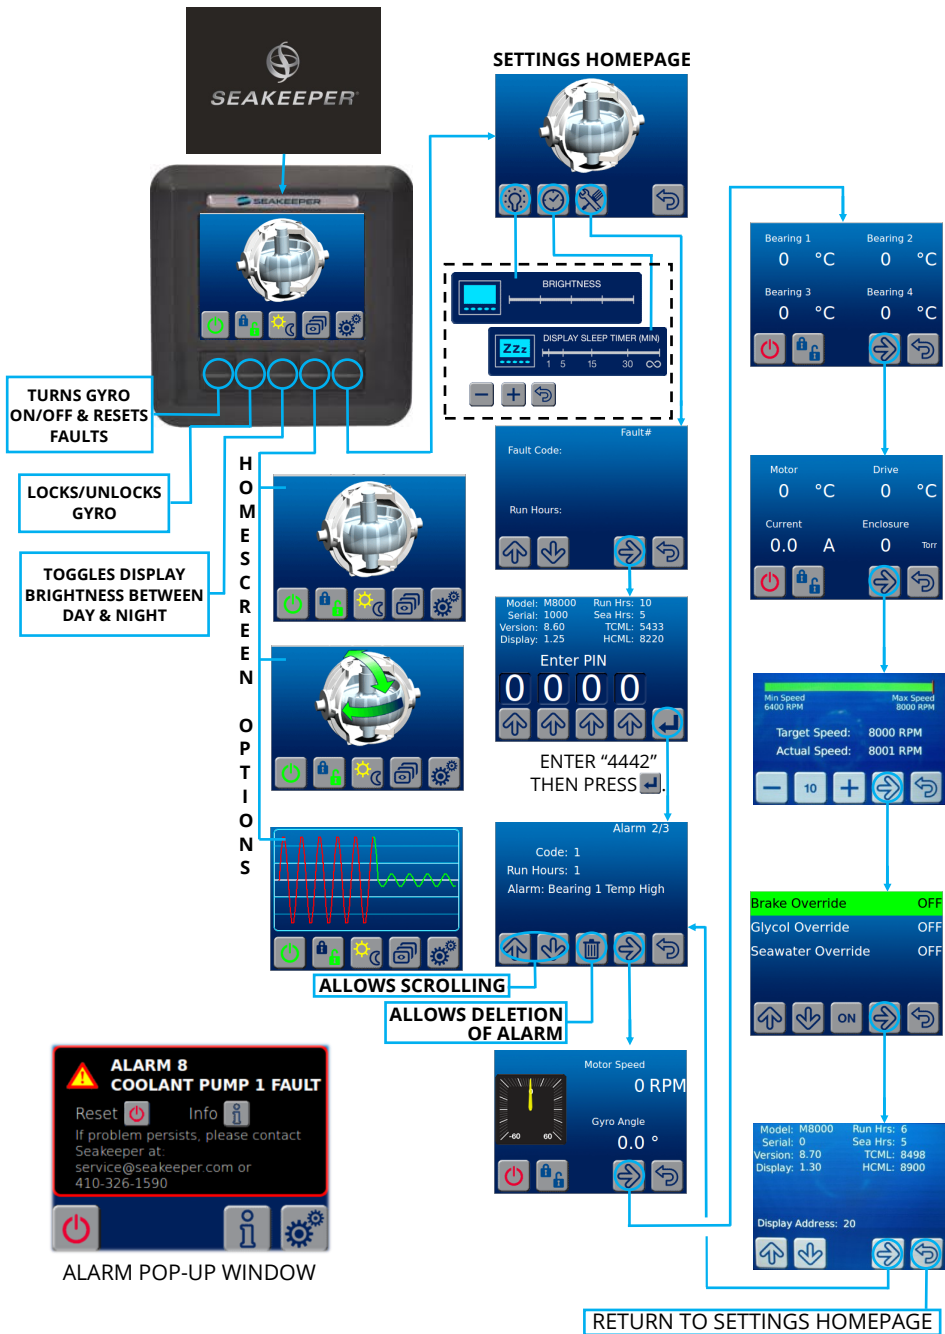 SEAKEEPER
SEAKEEPER
TURNS GYRO
ON/OFF & RESETS
FAULTS
LOCKS/UNLOCKS
GYRO
TOGGLES DISPLAY
BRIGHTNESS BETWEEN
DAY & NIGHT
HOMESCREEN OPTIONS
SETTINGS HOMEPAGE
BRIGHTNESS
DISPLAY SLEEP TIMER (MIN)
Zzz
1 5 15 30 ∞
Fault#
Fault Code:
Run Hours:
Model: M8000 Run Hrs: 10
Serial: 1000 Sea Hrs: 5
Version: 8.60 TCML: 5433
Display: 1.25 HCML: 8220
Enter PIN
0 0 0 0
ENTER “4442”
THEN PRESS ↵.
Alarm 2/3
Code: 1
Run Hours: 1
Alarm: Bearing 1 Temp High
ALLOWS SCROLLING
ALLOWS DELETION
OF ALARM
Motor Speed
0 RPM
Gyro Angle
0.0 °
-60 60
Bearing 1 Bearing 2
0 °C 0 °C
Bearing 3 Bearing 4
0 °C 0 °C
Motor Drive
0 °C 0 °C
Current Enclosure
0.0 A 0 Torr
Min Speed Max Speed
6400 RPM 8000 RPM
Target Speed: 8000 RPM
Actual Speed: 8001 RPM
10
Brake Override OFF
Glycol Override OFF
Seawater Override OFF
ON
Model: M8000 Run Hrs: 6
Serial: 0 Sea Hrs: 5
Version: 8.70 TCML: 8498
Display: 1.30 HCML: 8900
Display Address: 20
RETURN TO SETTINGS HOMEPAGE
ALARM 8
COOLANT PUMP 1 FAULT
Reset Info
If problem persists, please contact
Seakeeper at:
service@seakeeper.com or
410-326-1590
ALARM POP-UP WINDOW